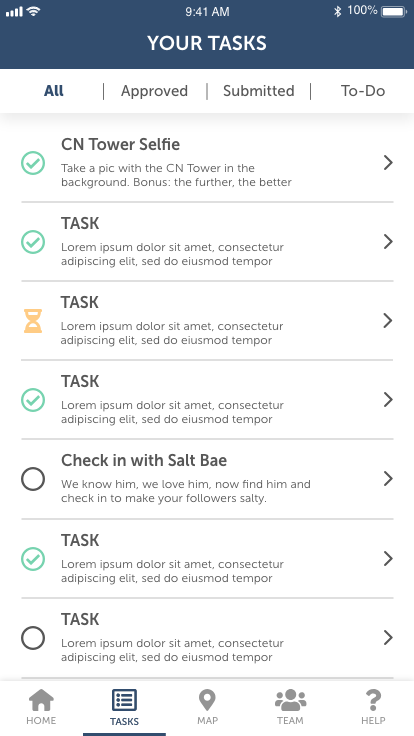 9:41 AM
100%
YOUR TASKS
All
Approved
Submitted
To-Do
CN Tower Selfie
Take a pic with the CN Tower in the
background. Bonus: the further, the better
TASK
Lorem ipsum dolor sit amet, consectetur
adipiscing elit, sed do eiusmod tempor
TASK
Lorem ipsum dolor sit amet, consectetur
adipiscing elit, sed do eiusmod tempor
TASK
Lorem ipsum dolor sit amet, consectetur
adipiscing elit, sed do eiusmod tempor
Check in with Salt Bae
We know him, we love him, now find him and
check in to make your followers salty.
TASK
Lorem ipsum dolor sit amet, consectetur
adipiscing elit, sed do eiusmod tempor
TASK
Lorem ipsum dolor sit amet, consectetur
adipiscing elit, sed do eiusmod tempor
HOME
TASKS
MAP
TEAM
HELP